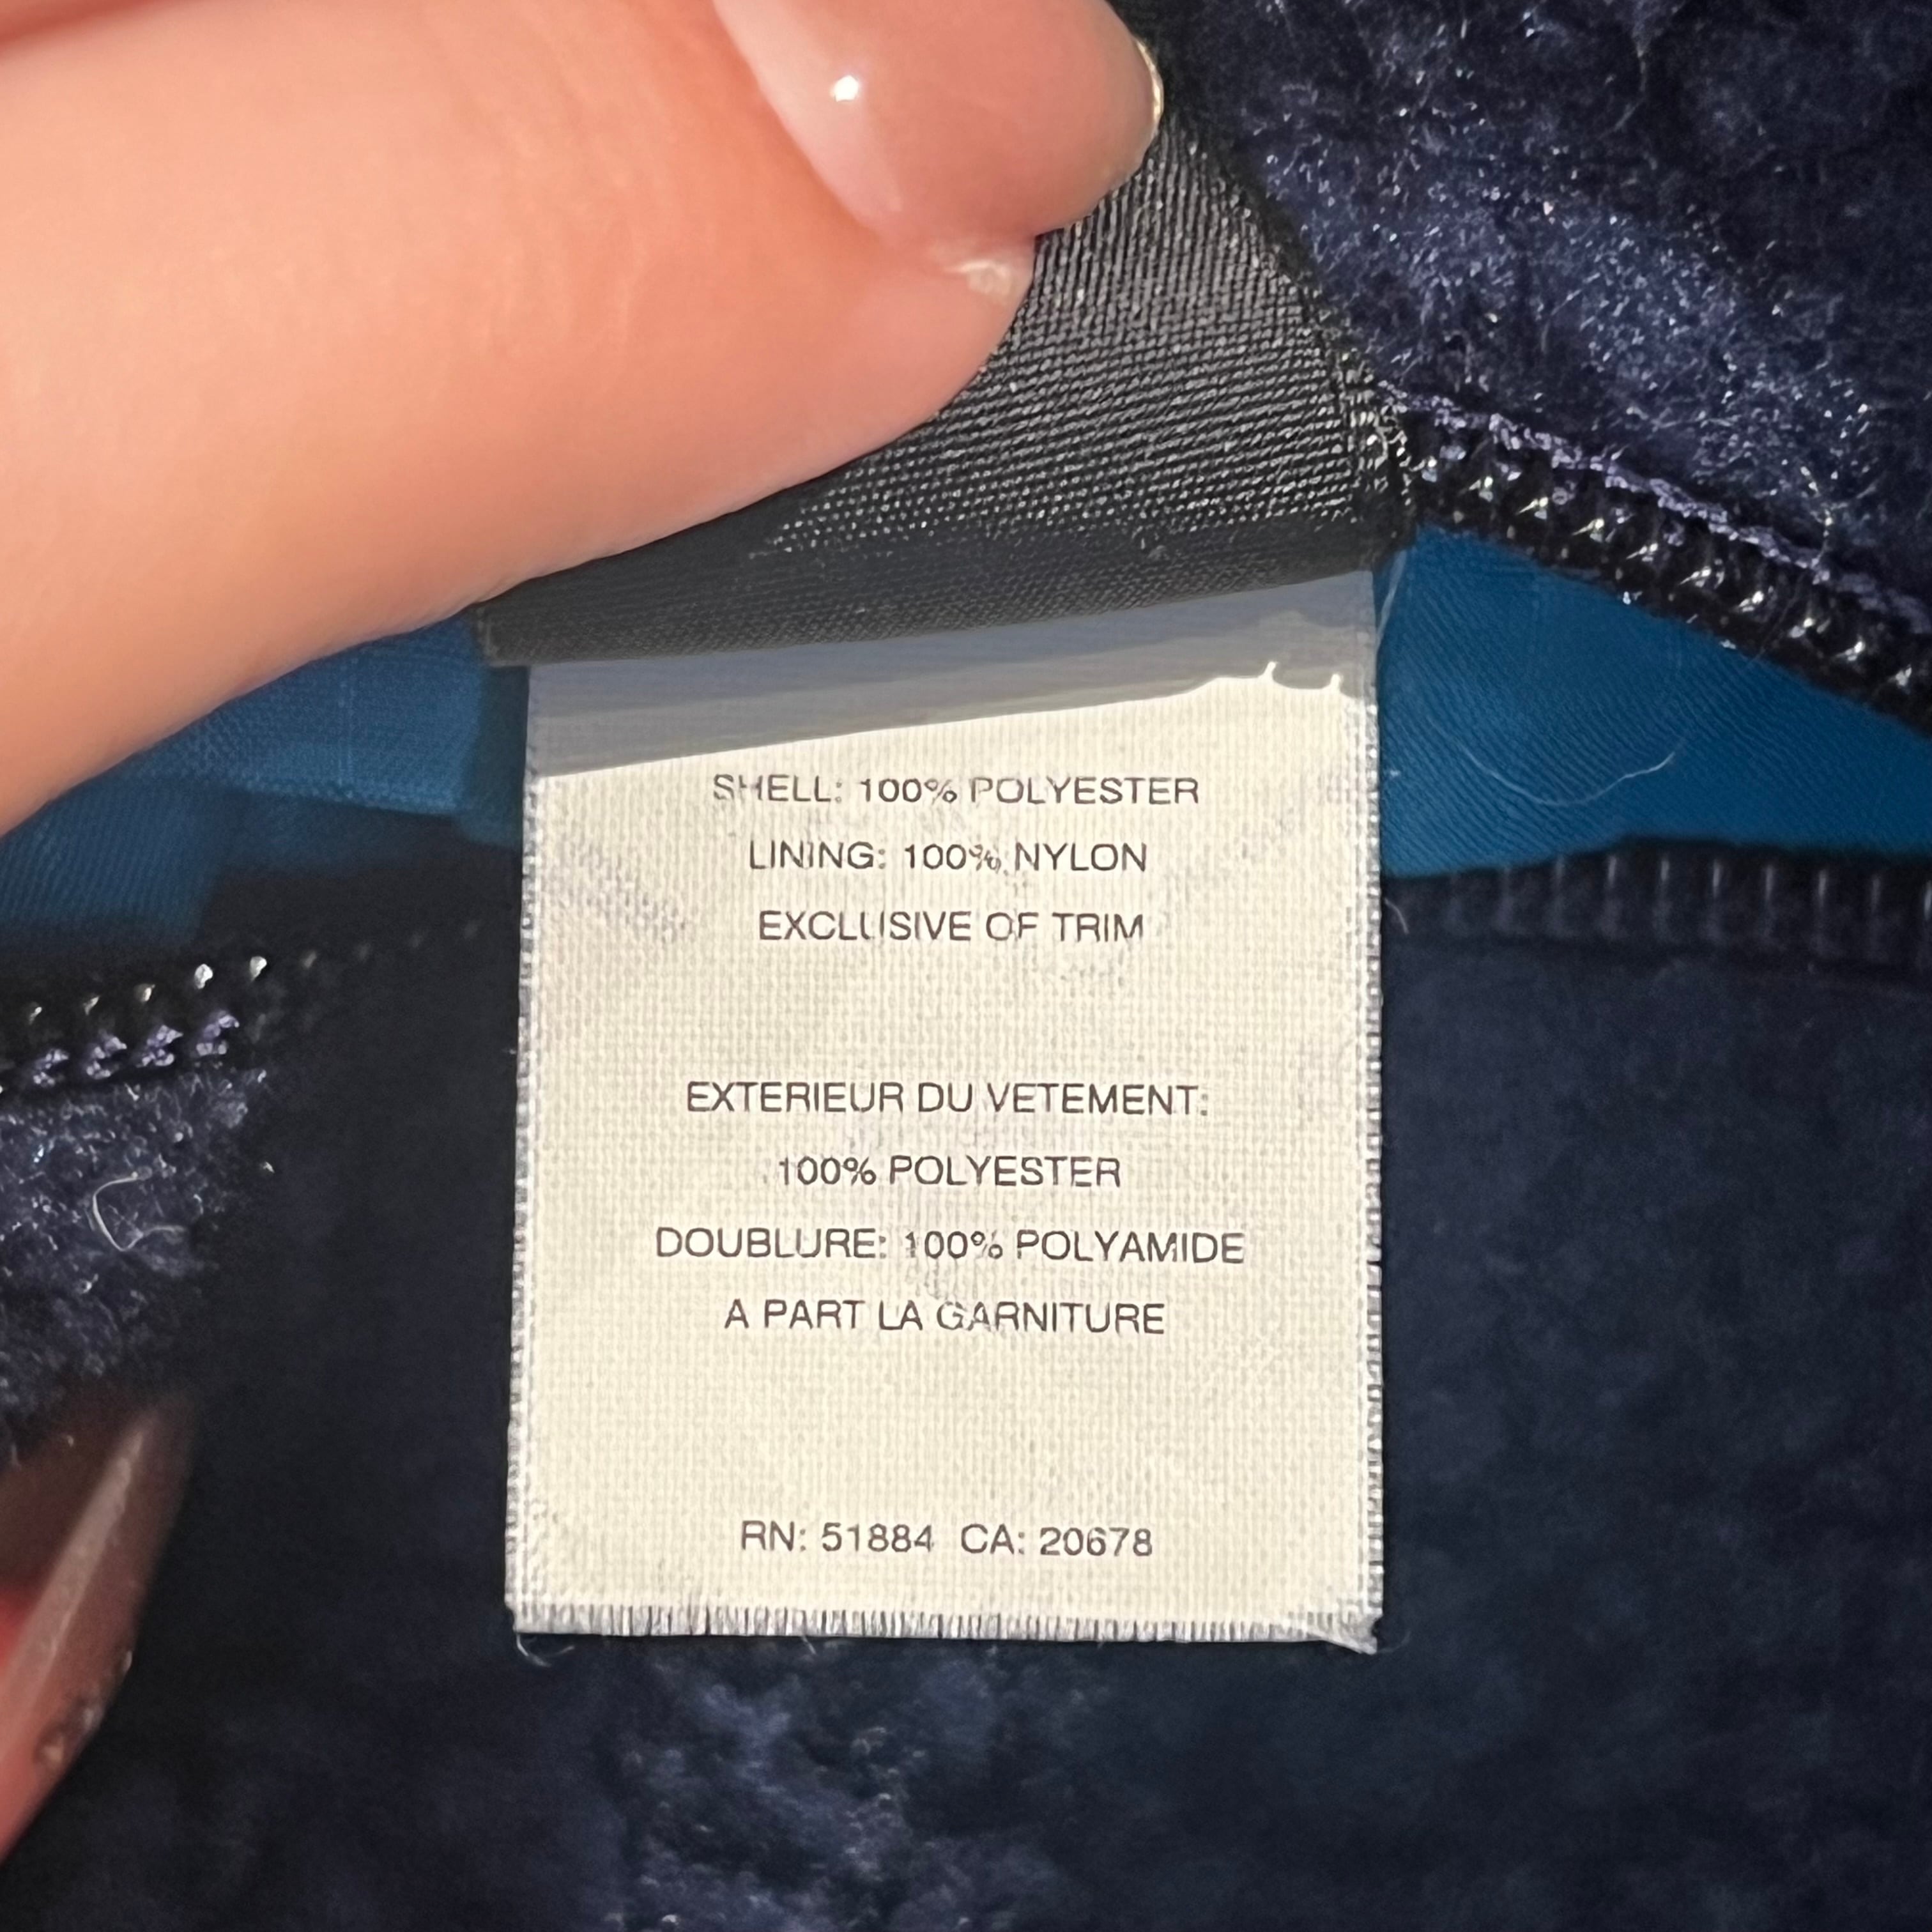 SHELL: 100% POLYESTER
LINING: 100% NYLON
EXCLUSIVE OF TRIM
EXTERIEUR DU VETEMENT:
100% POLYESTER
DOUBLURE: 100% POLYAMIDE
A PART LA GARNITURE
RN: 51884 CA: 20678